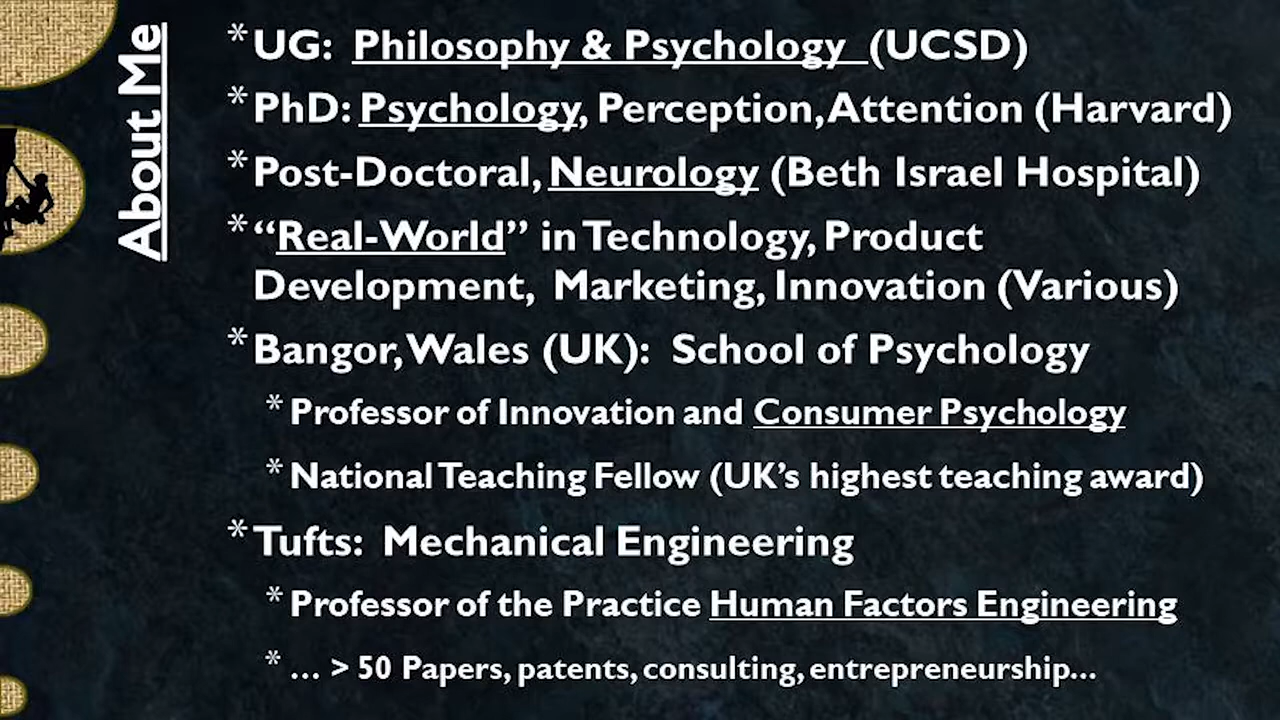 About Me
* UG: Philosophy & Psychology (UCSD)
* PhD: Psychology, Perception, Attention (Harvard)
* Post-Doctoral, Neurology (Beth Israel Hospital)
* “Real-World” in Technology, Product
Development, Marketing, Innovation (Various)
* Bangor, Wales (UK): School of Psychology
* Professor of Innovation and Consumer Psychology
* National Teaching Fellow (UK’s highest teaching award)
* Tufts: Mechanical Engineering
* Professor of the Practice Human Factors Engineering
* … > 50 Papers, patents, consulting, entrepreneurship...